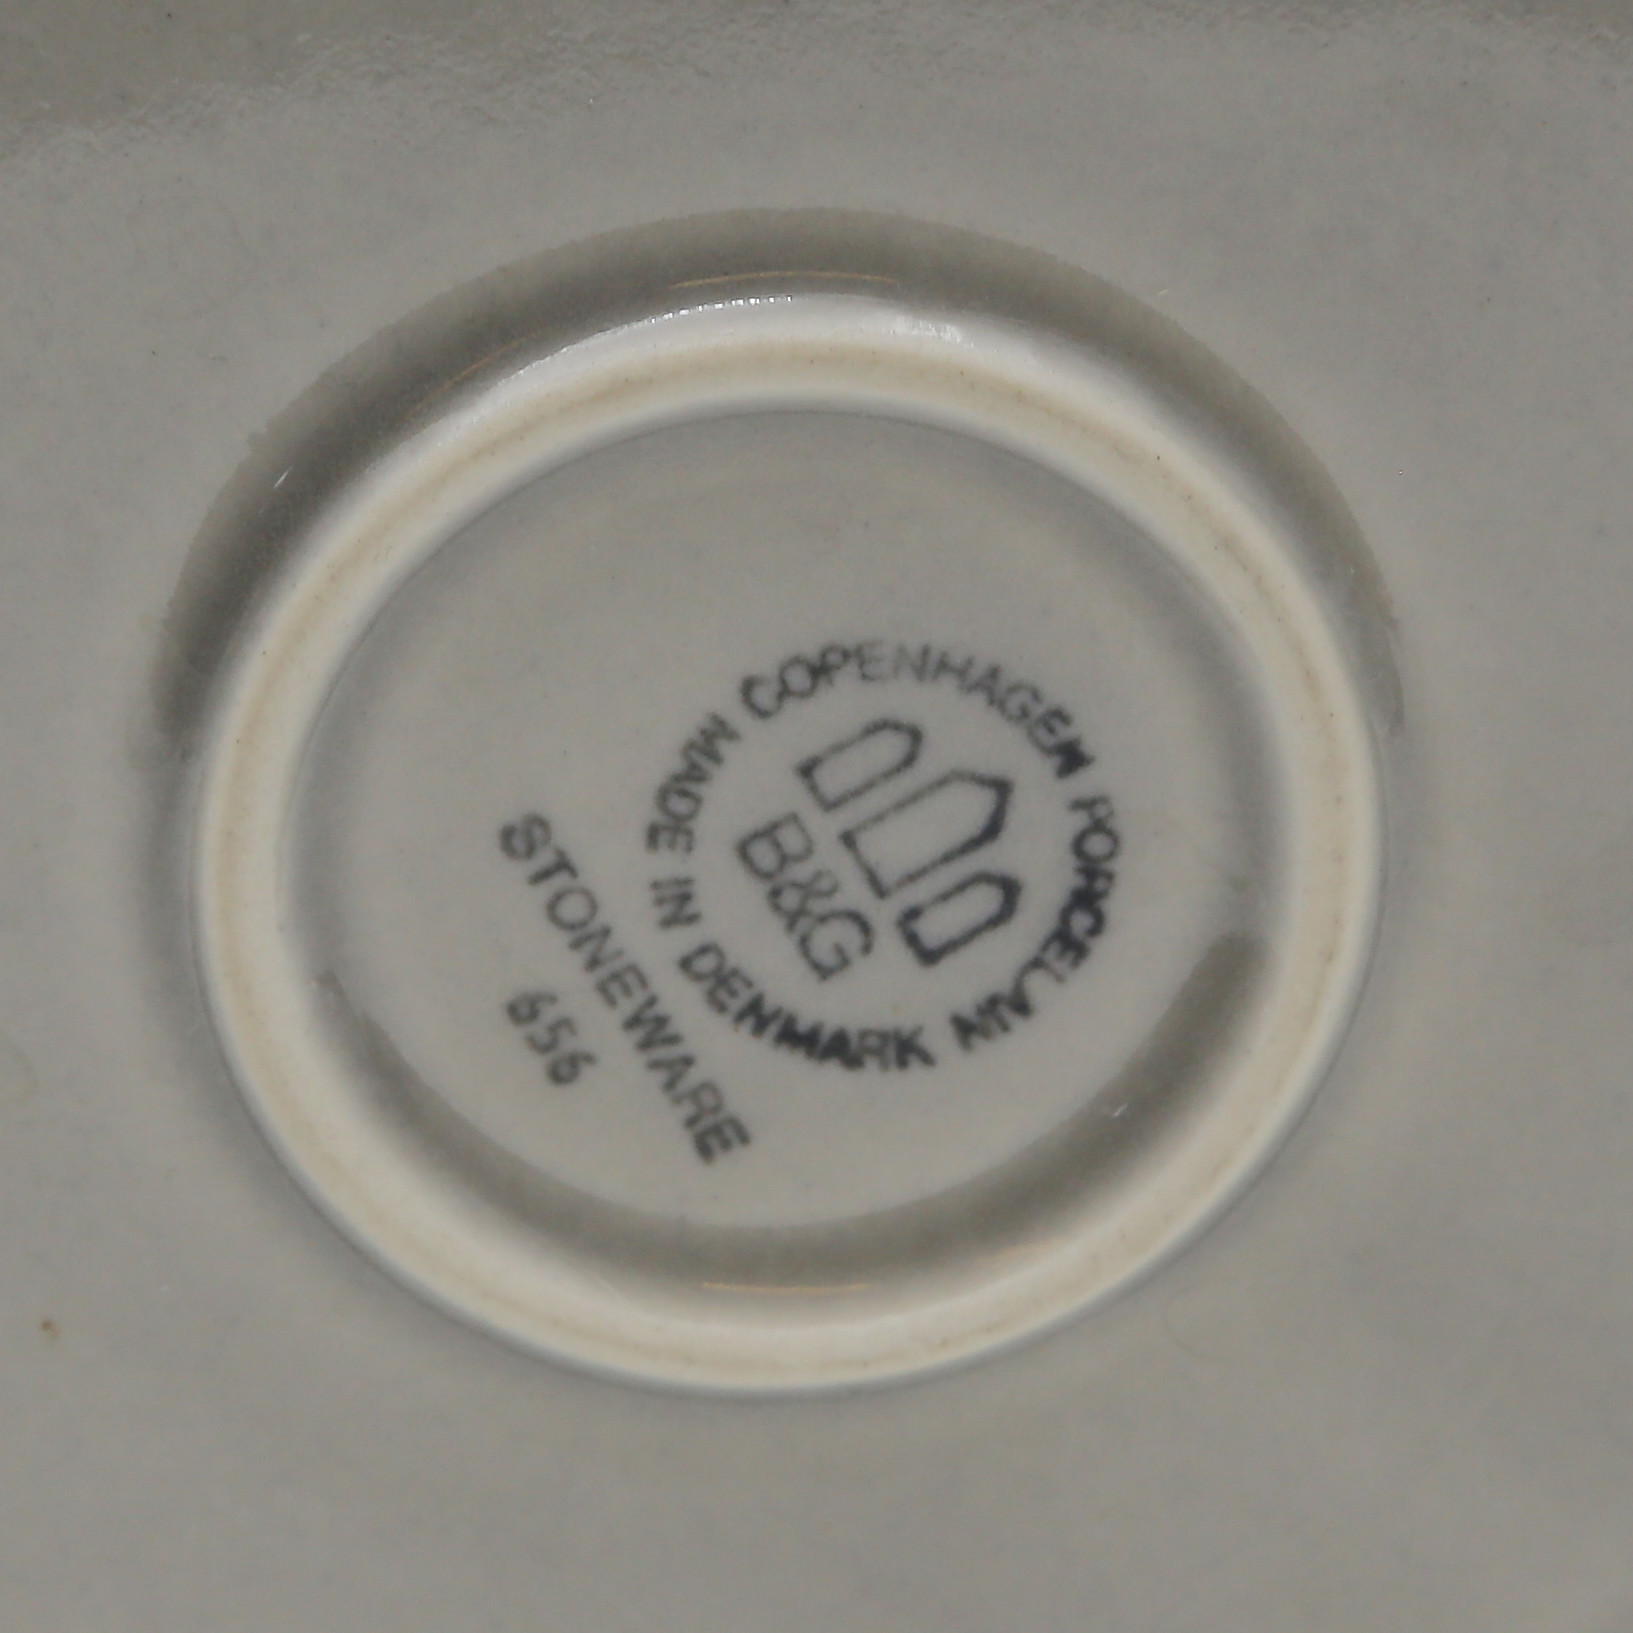 COPENHAGEN PORCELAIN
MADE IN DENMARK
B&G
STONEWARE
656